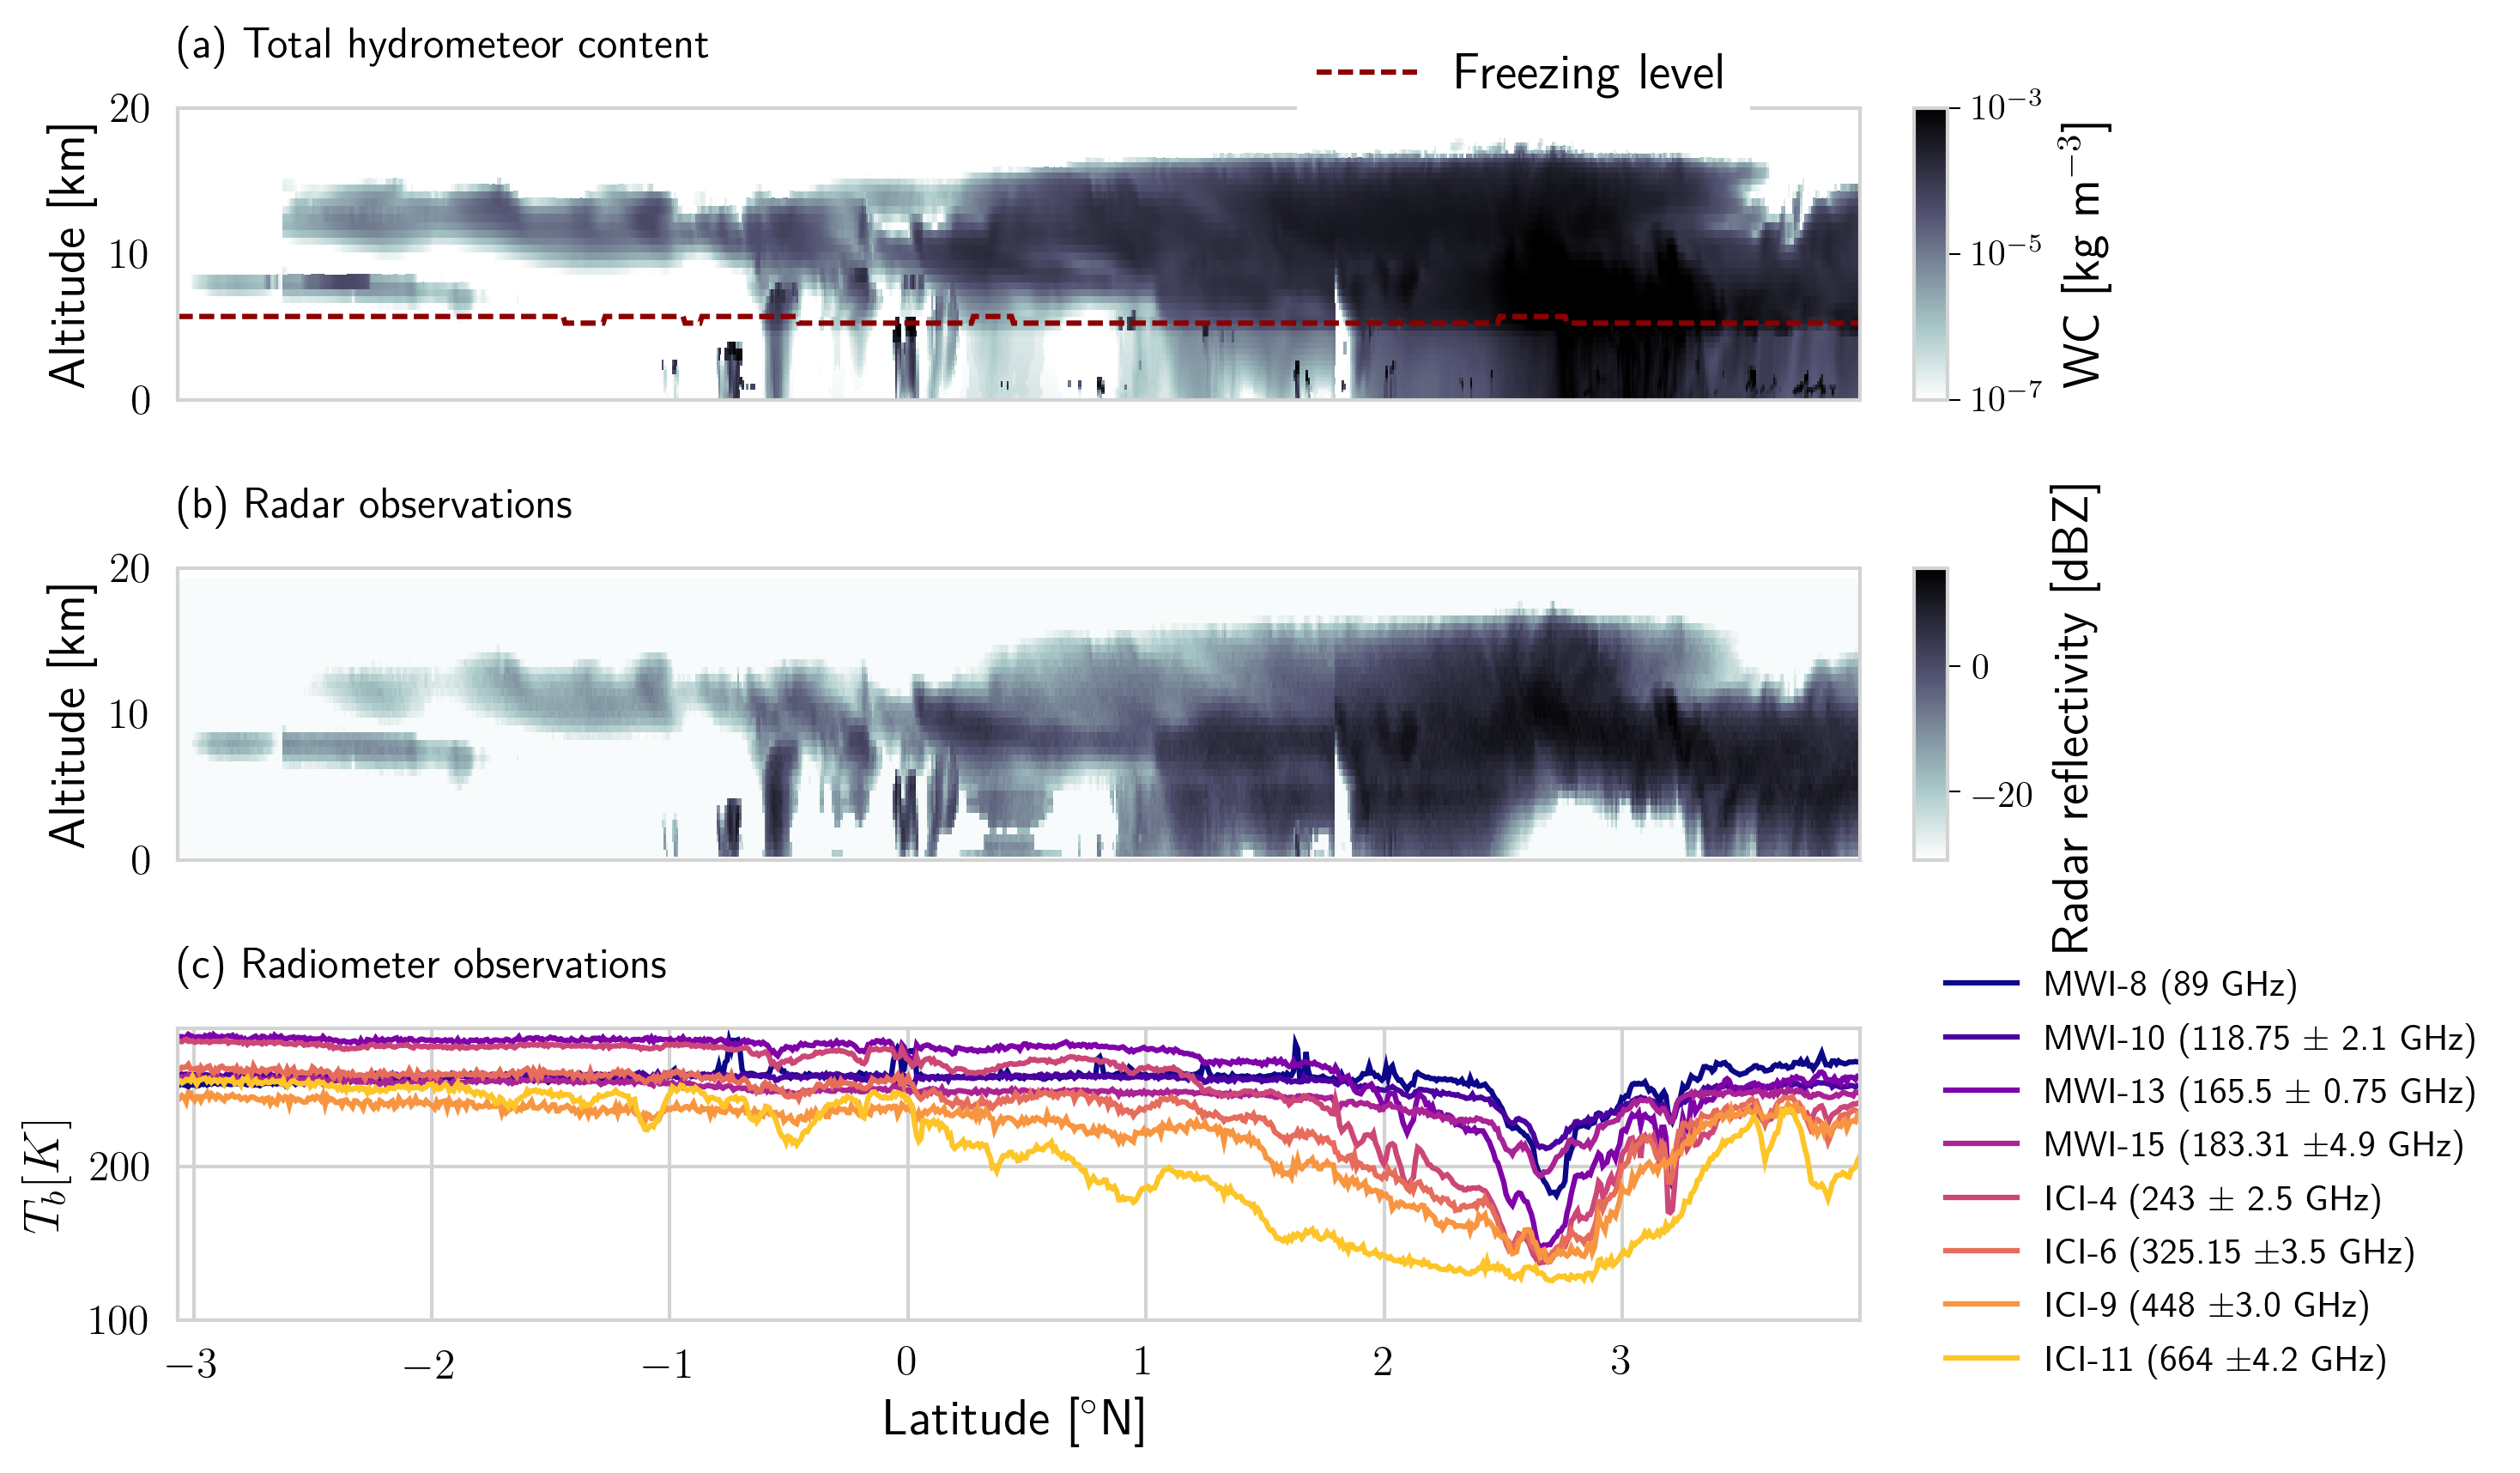 (a) Total hydrometeor content
Freezing level
20
10
0
Altitude [km]
10⁻³
10⁻⁵
10⁻⁷
WC [kg m⁻³]
(b) Radar observations
20
10
0
Altitude [km]
0
−20
Radar reflectivity [dBZ]
(c) Radiometer observations
200
100
T_b[K]
−3 −2 −1 0 1 2 3
Latitude [°N]
MWI-8 (89 GHz)
MWI-10 (118.75 ± 2.1 GHz)
MWI-13 (165.5 ± 0.75 GHz)
MWI-15 (183.31 ±4.9 GHz)
ICI-4 (243 ± 2.5 GHz)
ICI-6 (325.15 ±3.5 GHz)
ICI-9 (448 ±3.0 GHz)
ICI-11 (664 ±4.2 GHz)